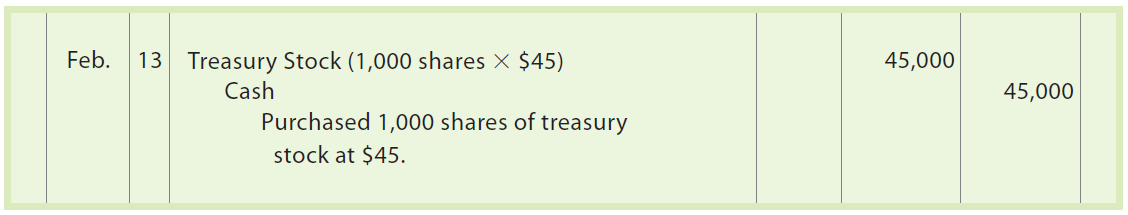 Feb. 13 Treasury Stock (1,000 shares × $45) 45,000
Cash 45,000
Purchased 1,000 shares of treasury
stock at $45.